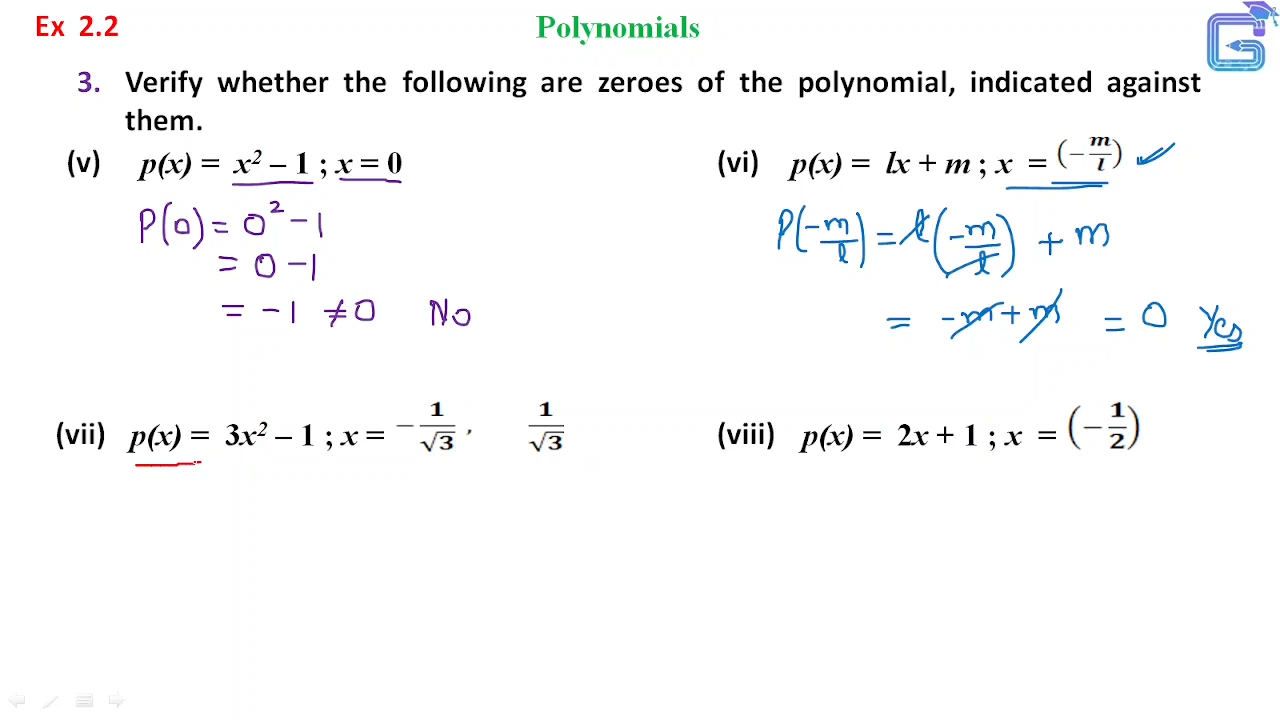 Ex 2.2
Polynomials
3. Verify whether the following are zeroes of the polynomial, indicated against
them.
(v) p(x) = x² – 1 ; x = 0
P(0) = 0² - 1
= 0 - 1
= -1 ≠ 0 No
(vi) p(x) = lx + m ; x = (-m/l)
P(-m/l) = l(-m/l) + m
= -m + m = 0 Yes
(vii) p(x) = 3x² – 1 ; x = -1/√3, 1/√3
(viii) p(x) = 2x + 1 ; x = (-1/2)